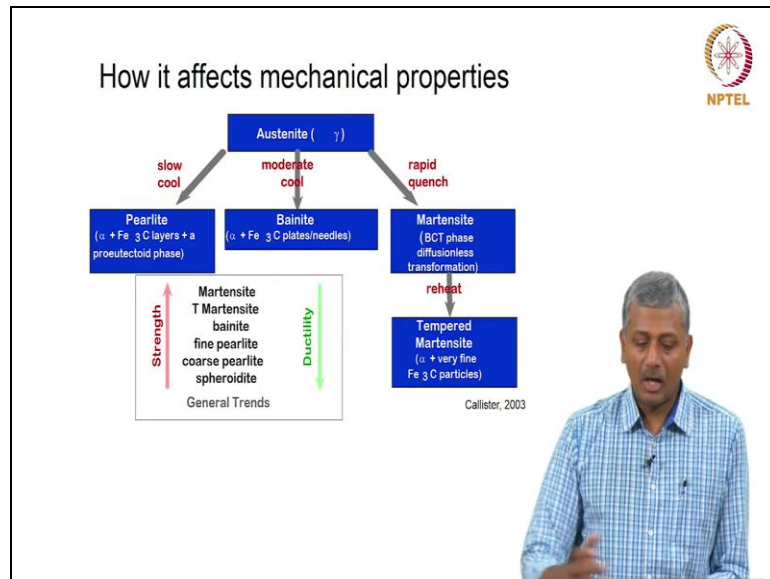 How it affects mechanical properties
NPTEL
Austenite ( γ)
slow
cool
moderate
cool
rapid
quench
Pearlite
(α + Fe 3 C layers + a
proeutectoid phase)
Bainite
(α + Fe 3 C plates/needles)
Martensite
(BCT phase
diffusionless
transformation)
reheat
Tempered
Martensite
(α + very fine
Fe 3 C particles)
Strength
Martensite
T Martensite
bainite
fine pearlite
coarse pearlite
spheroidite
General Trends
Ductility
Callister, 2003